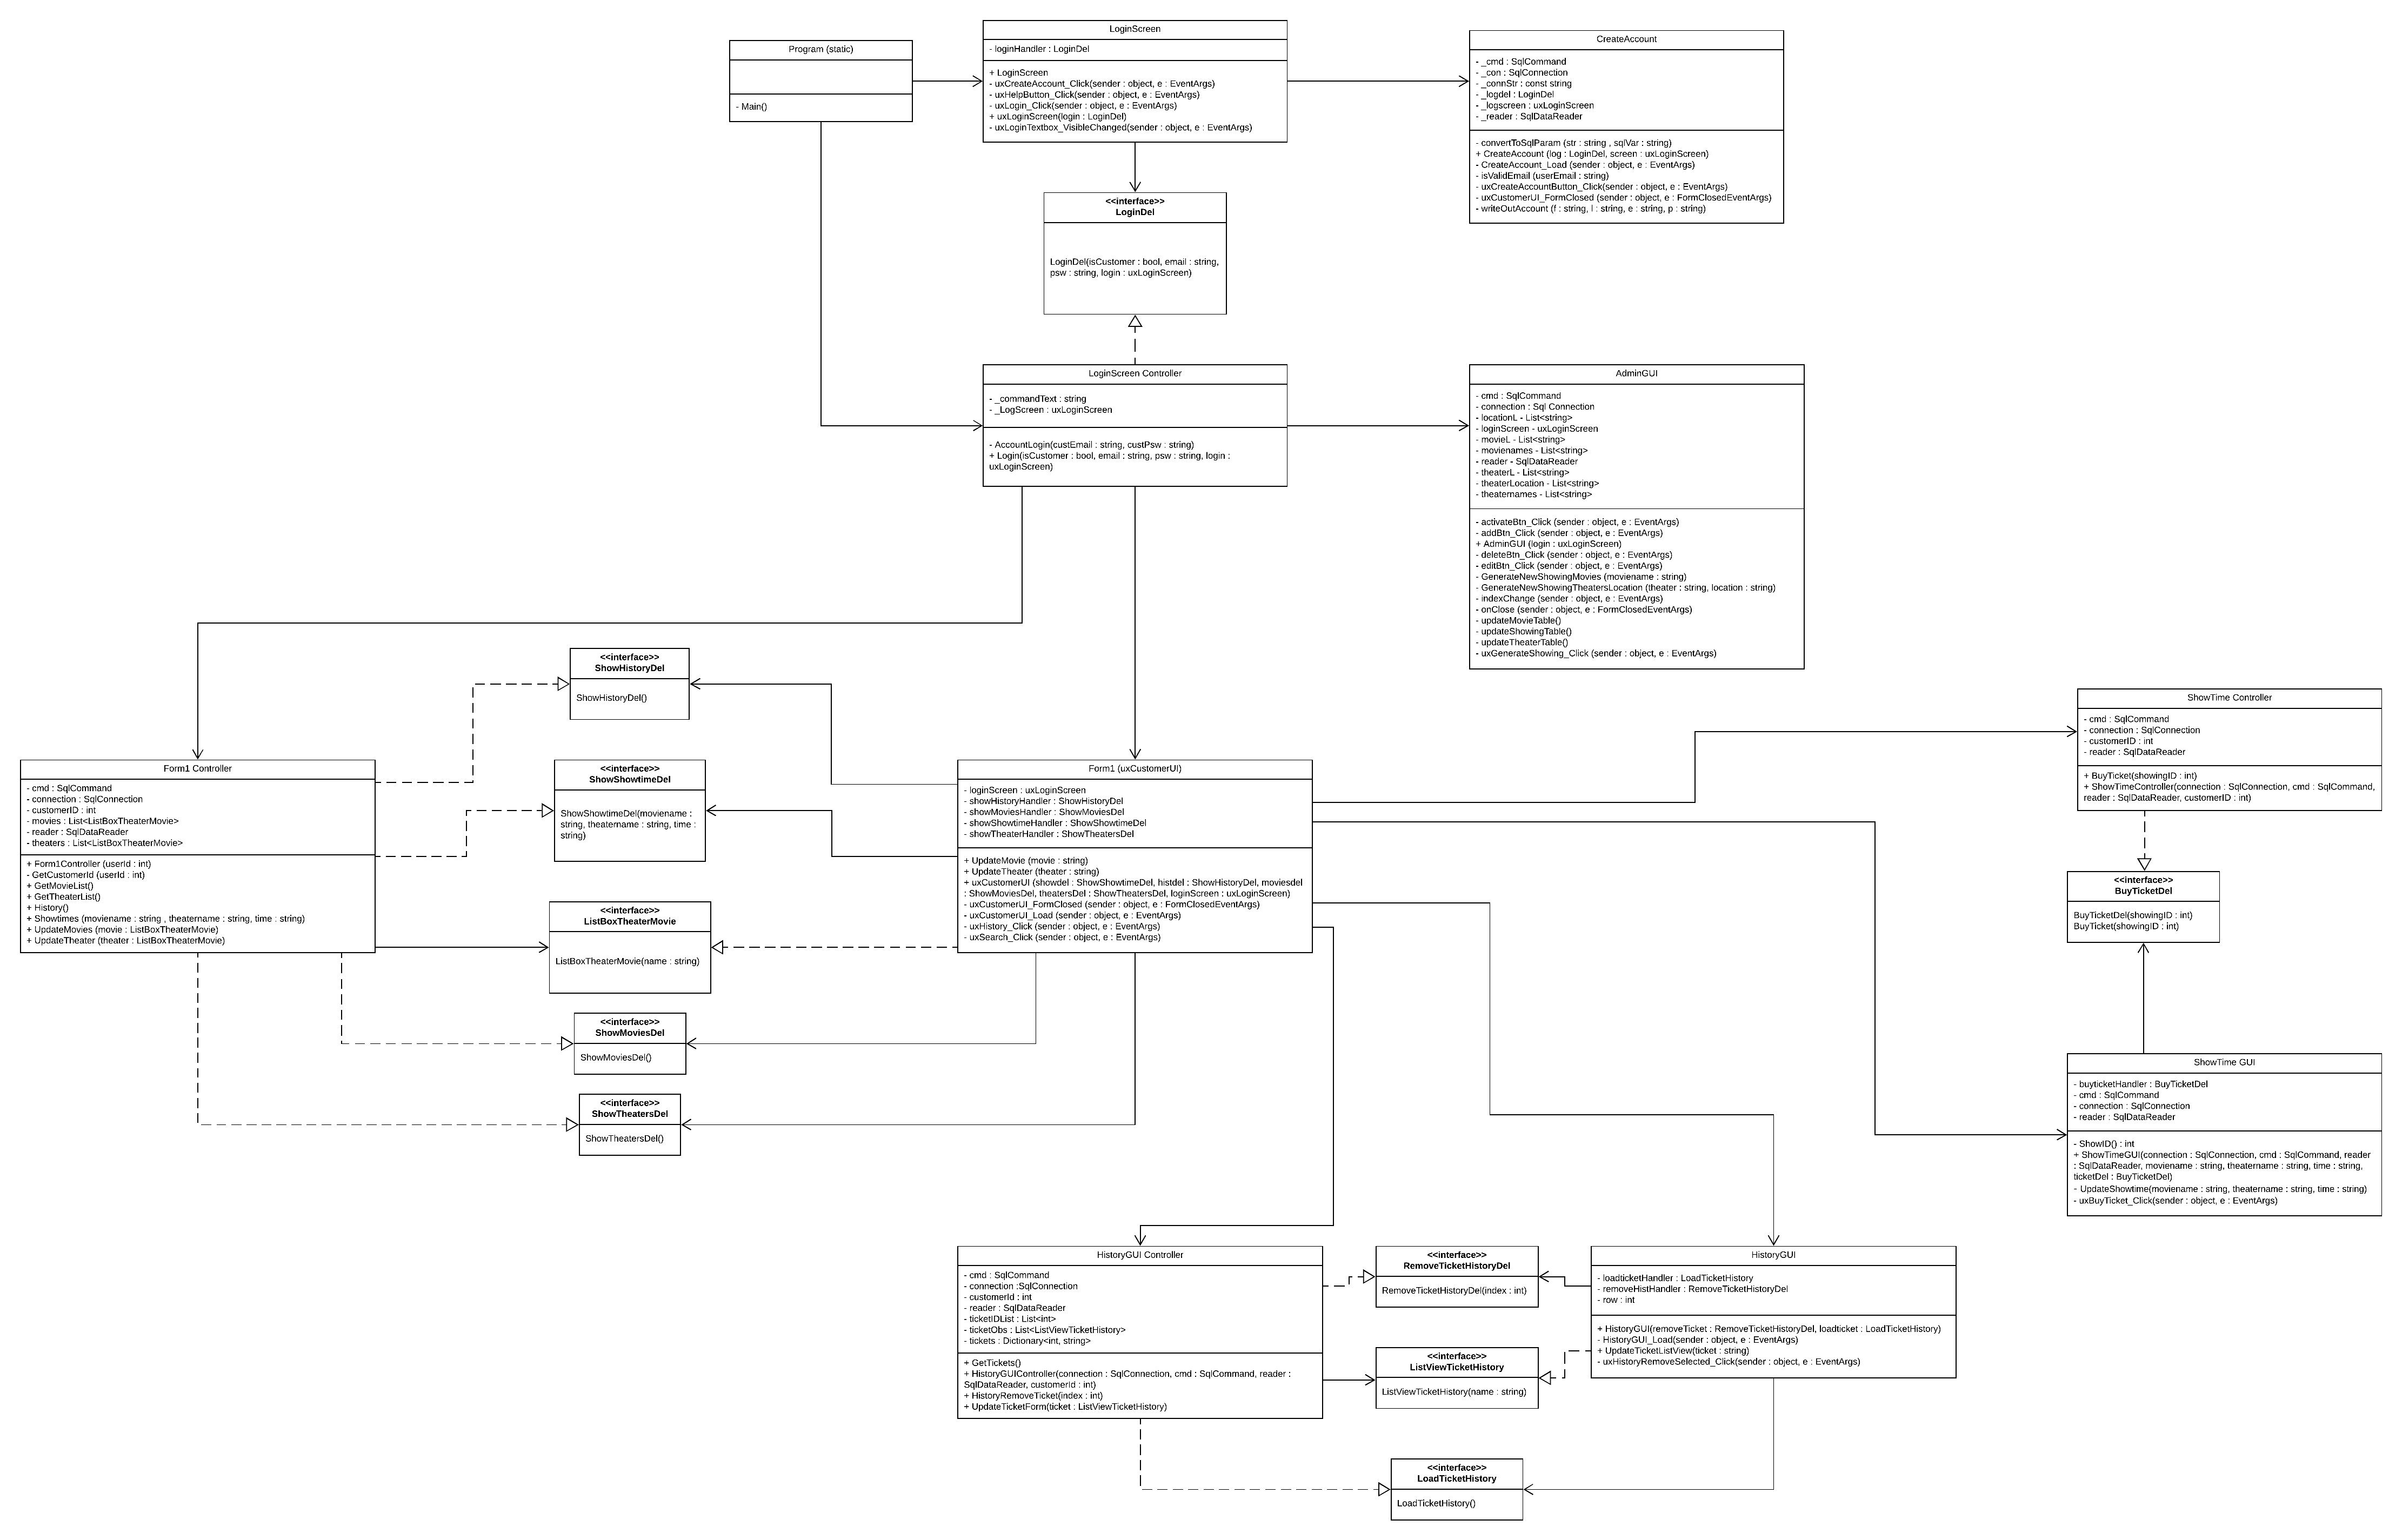 Program (static)
- Main()
LoginScreen
- loginHandler : LoginDel
+ LoginScreen
- uxCreateAccount_Click(sender : object, e : EventArgs)
- uxHelpButton_Click(sender : object, e : EventArgs)
- uxLogin_Click(sender : object, e : EventArgs)
+ uxLoginScreen(login : LoginDel)
- uxLoginTextbox_VisibleChanged(sender : object, e : EventArgs)
CreateAccount
- _cmd : SqlCommand
- _con : SqlConnection
- _connStr : const string
- _logdel : LoginDel
- _logscreen : uxLoginScreen
- _reader : SqlDataReader
- convertToSqlParam (str : string , sqlVar : string)
+ CreateAccount (log : LoginDel, screen : uxLoginScreen)
- CreateAccount_Load (sender : object, e : EventArgs)
- isValidEmail (userEmail : string)
- uxCreateAccountButton_Click(sender : object, e : EventArgs)
- uxCustomerUI_FormClosed (sender : object, e : FormClosedEventArgs)
- writeOutAccount (f : string, l : string, e : string, p : string)
<<interface>>
LoginDel
LoginDel(isCustomer : bool, email : string,
psw : string, login : uxLoginScreen)
LoginScreen Controller
- _commandText : string
- _LogScreen : uxLoginScreen
- AccountLogin(custEmail : string, custPsw : string)
+ Login(isCustomer : bool, email : string, psw : string, login :
uxLoginScreen)
AdminGUI
- cmd : SqlCommand
- connection : Sql Connection
- locationL - List<string>
- loginScreen - uxLoginScreen
- movieL - List<string>
- movienames - List<string>
- reader - SqlDataReader
- theaterL - List<string>
- theaterLocation - List<string>
- theaternames - List<string>
- activateBtn_Click (sender : object, e : EventArgs)
- addBtn_Click (sender : object, e : EventArgs)
+ AdminGUI (login : uxLoginScreen)
- deleteBtn_Click (sender : object, e : EventArgs)
- editBtn_Click (sender : object, e : EventArgs)
- GenerateNewShowingMovies (moviename : string)
- GenerateNewShowingTheatersLocation (theater : string, location : string)
- indexChange (sender : object, e : EventArgs)
- onClose (sender : object, e : FormClosedEventArgs)
- updateMovieTable()
- updateShowingTable()
- updateTheaterTable()
- uxGenerateShowing_Click (sender : object, e : EventArgs)
<<interface>>
ShowHistoryDel
ShowHistoryDel()
<<interface>>
ShowShowtimeDel
ShowShowtimeDel(moviename :
string, theatername : string, time :
string)
<<interface>>
ListBoxTheaterMovie
ListBoxTheaterMovie(name : string)
<<interface>>
ShowMoviesDel
ShowMoviesDel()
<<interface>>
ShowTheatersDel
ShowTheatersDel()
Form1 Controller
- cmd : SqlCommand
- connection : SqlConnection
- customerID : int
- movies : List<ListBoxTheaterMovie>
- reader : SqlDataReader
- theaters : List<ListBoxTheaterMovie>
+ Form1Controller (userId : int)
- GetCustomerId (userId : int)
+ GetMovieList()
+ GetTheaterList()
+ History()
+ Showtimes (moviename : string , theatername : string, time : string)
+ UpdateMovies (movie : ListBoxTheaterMovie)
+ UpdateTheater (theater : ListBoxTheaterMovie)
Form1 (uxCustomerUI)
- loginScreen : uxLoginScreen
- showHistoryHandler : ShowHistoryDel
- showMoviesHandler : ShowMoviesDel
- showShowtimeHandler : ShowShowtimeDel
- showTheaterHandler : ShowTheatersDel
+ UpdateMovie (movie : string)
+ UpdateTheater (theater : string)
+ uxCustomerUI (showdel : ShowShowtimeDel, histdel : ShowHistoryDel, moviesdel
: ShowMoviesDel, theatersDel : ShowTheatersDel, loginScreen : uxLoginScreen)
- uxCustomerUI_FormClosed (sender : object, e : FormClosedEventArgs)
- uxCustomerUI_Load (sender : object, e : EventArgs)
- uxHistory_Click (sender : object, e : EventArgs)
- uxSearch_Click (sender : object, e : EventArgs)
ShowTime Controller
- cmd : SqlCommand
- connection : SqlConnection
- customerID : int
- reader : SqlDataReader
+ BuyTicket(showingID : int)
+ ShowTimeController(connection : SqlConnection, cmd : SqlCommand,
reader : SqlDataReader, customerID : int)
<<interface>>
BuyTicketDel
BuyTicketDel(showingID : int)
BuyTicket(showingID : int)
ShowTime GUI
- buyticketHandler : BuyTicketDel
- cmd : SqlCommand
- connection : SqlConnection
- reader : SqlDataReader
- ShowID() : int
+ ShowTimeGUI(connection : SqlConnection, cmd : SqlCommand, reader
: SqlDataReader, moviename : string, theatername : string, time : string,
ticketDel : BuyTicketDel)
- UpdateShowtime(moviename : string, theatername : string, time : string)
- uxBuyTicket_Click(sender : object, e : EventArgs)
HistoryGUI Controller
- cmd : SqlCommand
- connection :SqlConnection
- customerId : int
- reader : SqlDataReader
- ticketIDList : List<int>
- ticketObs : List<ListViewTicketHistory>
- tickets : Dictionary<int, string>
+ GetTickets()
+ HistoryGUIController(connection : SqlConnection, cmd : SqlCommand, reader :
SqlDataReader, customerId : int)
+ HistoryRemoveTicket(index : int)
+ UpdateTicketForm(ticket : ListViewTicketHistory)
<<interface>>
RemoveTicketHistoryDel
RemoveTicketHistoryDel(index : int)
<<interface>>
ListViewTicketHistory
ListViewTicketHistory(name : string)
<<interface>>
LoadTicketHistory
LoadTicketHistory()
HistoryGUI
- loadticketHandler : LoadTicketHistory
- removeHistHandler : RemoveTicketHistoryDel
- row : int
+ HistoryGUI(removeTicket : RemoveTicketHistoryDel, loadticket : LoadTicketHistory)
- HistoryGUI_Load(sender : object, e : EventArgs)
+ UpdateTicketListView(ticket : string)
- uxHistoryRemoveSelected_Click(sender : object, e : EventArgs)